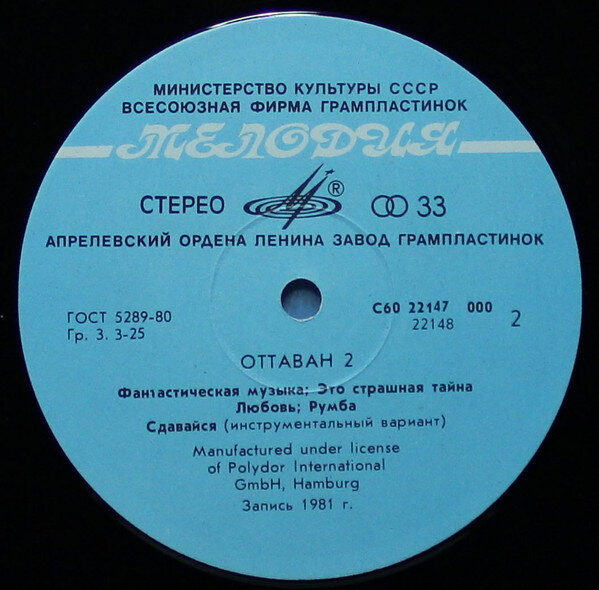 МИНИСТЕРСТВО КУЛЬТУРЫ СССР
ВСЕСОЮЗНАЯ ФИРМА ГРАМПЛАСТИНОК
МЕЛОДИЯ
СТЕРЕО ® 33
АПРЕЛЕВСКИЙ ОРДЕНА ЛЕНИНА ЗАВОД ГРАМПЛАСТИНОК
ГОСТ 5289-80
Гр. 3. 3-25
С60 22147 000
22148
2
ОТТАВАН 2
Фантастическая музыка; Это страшная тайна
Любовь; Румба
Сдавайся (инструментальный вариант)
Manufactured under license
of Polydor International
GmbH, Hamburg
Запись 1981 г.